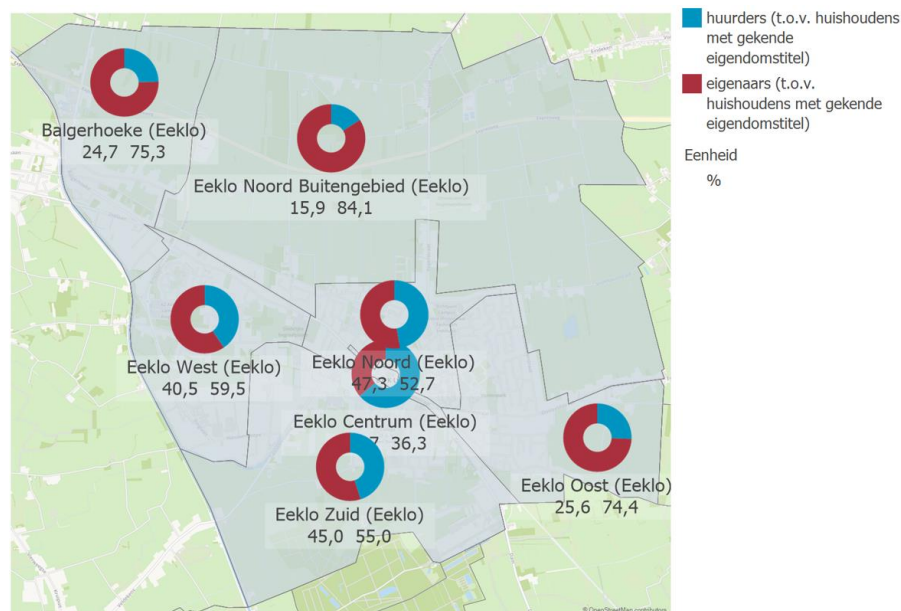 huurders (t.o.v. huishoudens
met gekende
eigendomstitel)
eigenaars (t.o.v.
huishoudens met gekende
eigendomstitel)
Eenheid
%
Balgerhoeke (Eeklo)
24,7 75,3
Eeklo Noord Buitengebied (Eeklo)
15,9 84,1
Eeklo West (Eeklo)
40,5 59,5
Eeklo Noord (Eeklo)
47,3 52,7
Eeklo Centrum (Eeklo)
7 36,3
Eeklo Oost (Eeklo)
25,6 74,4
Eeklo Zuid (Eeklo)
45,0 55,0
© OpenStreetMap contributors